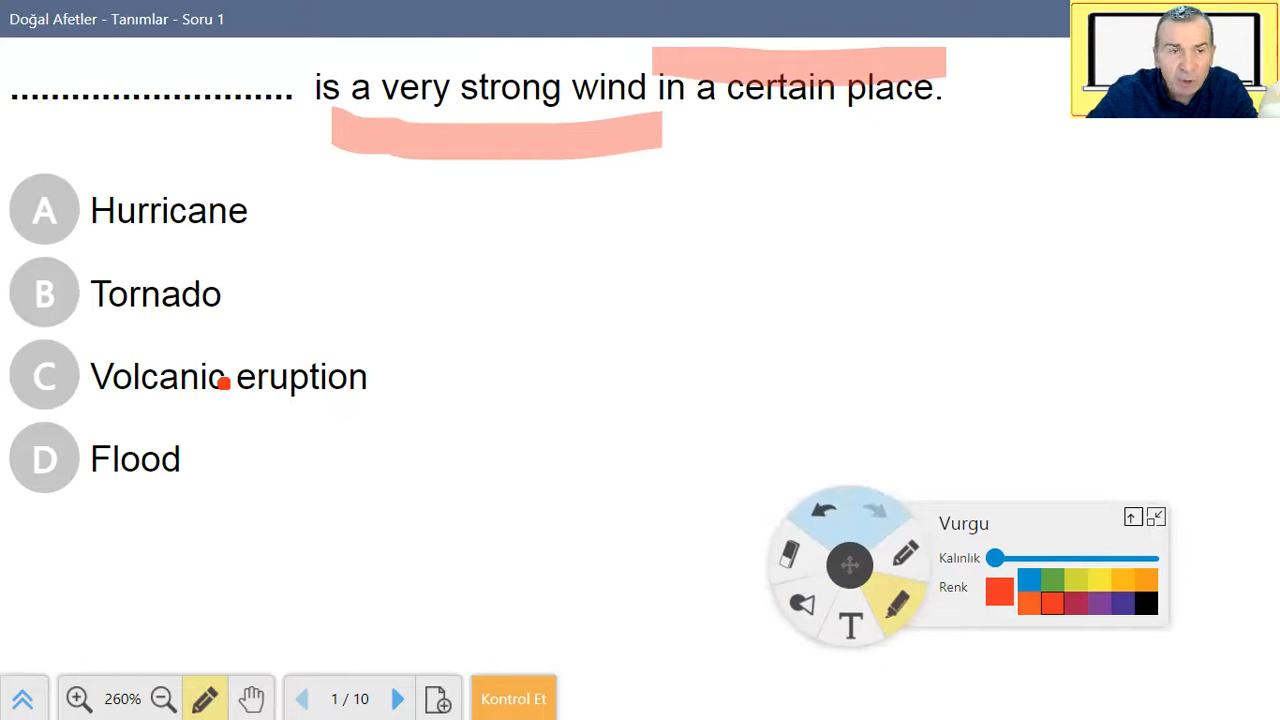 Doğal Afetler - Tanımlar - Soru 1
............................ is a very strong wind in a certain place.
A Hurricane
B Tornado
C Volcanic eruption
D Flood
Vurgu
Kalınlık
Renk
T
260%
1 / 10
Kontrol Et